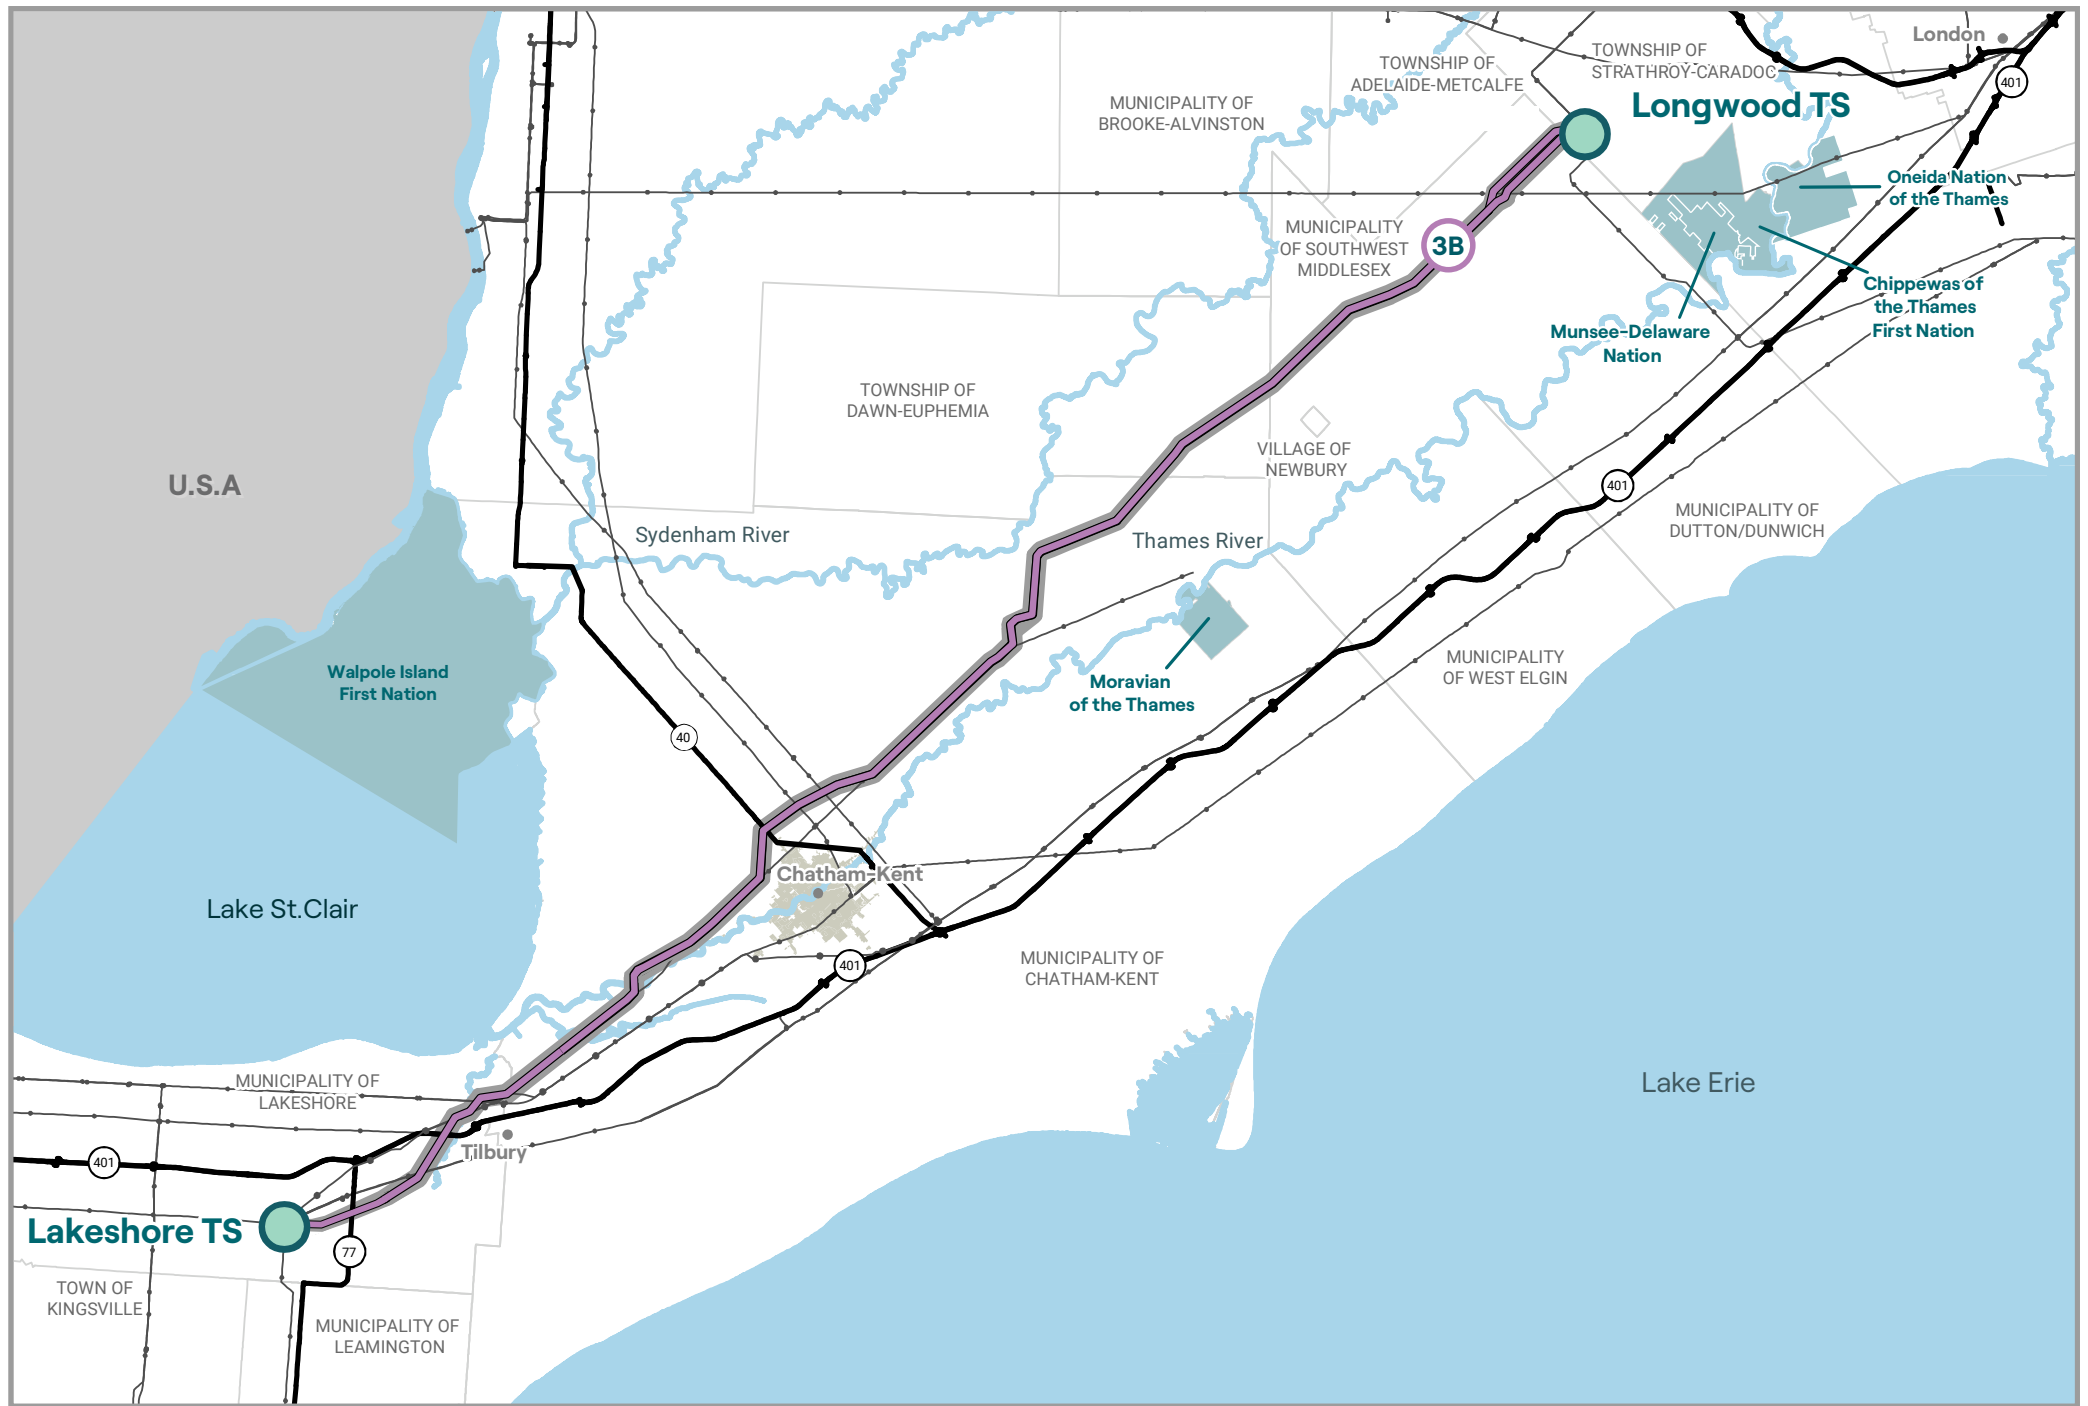 London
TOWNSHIP OF
STRATHROY-CARADOC
TOWNSHIP OF
ADELAIDE-METCALFE
401
MUNICIPALITY OF
BROOKE-ALVINSTON
Longwood TS
Oneida Nation
of the Thames
MUNICIPALITY
OF SOUTHWEST
MIDDLESEX
3B
Chippewas of
the Thames
First Nation
Munsee-Delaware
Nation
TOWNSHIP OF
DAWN-EUPHEMIA
VILLAGE OF
NEWBURY
U.S.A
401
MUNICIPALITY OF
DUTTON/DUNWICH
Sydenham River
Thames River
Walpole Island
First Nation
MUNICIPALITY
OF WEST ELGIN
Moravian
of the Thames
40
Chatham-Kent
Lake St.Clair
401
MUNICIPALITY OF
CHATHAM-KENT
MUNICIPALITY OF
LAKESHORE
Lake Erie
Tilbury
401
Lakeshore TS
77
TOWN OF
KINGSVILLE
MUNICIPALITY OF
LEAMINGTON